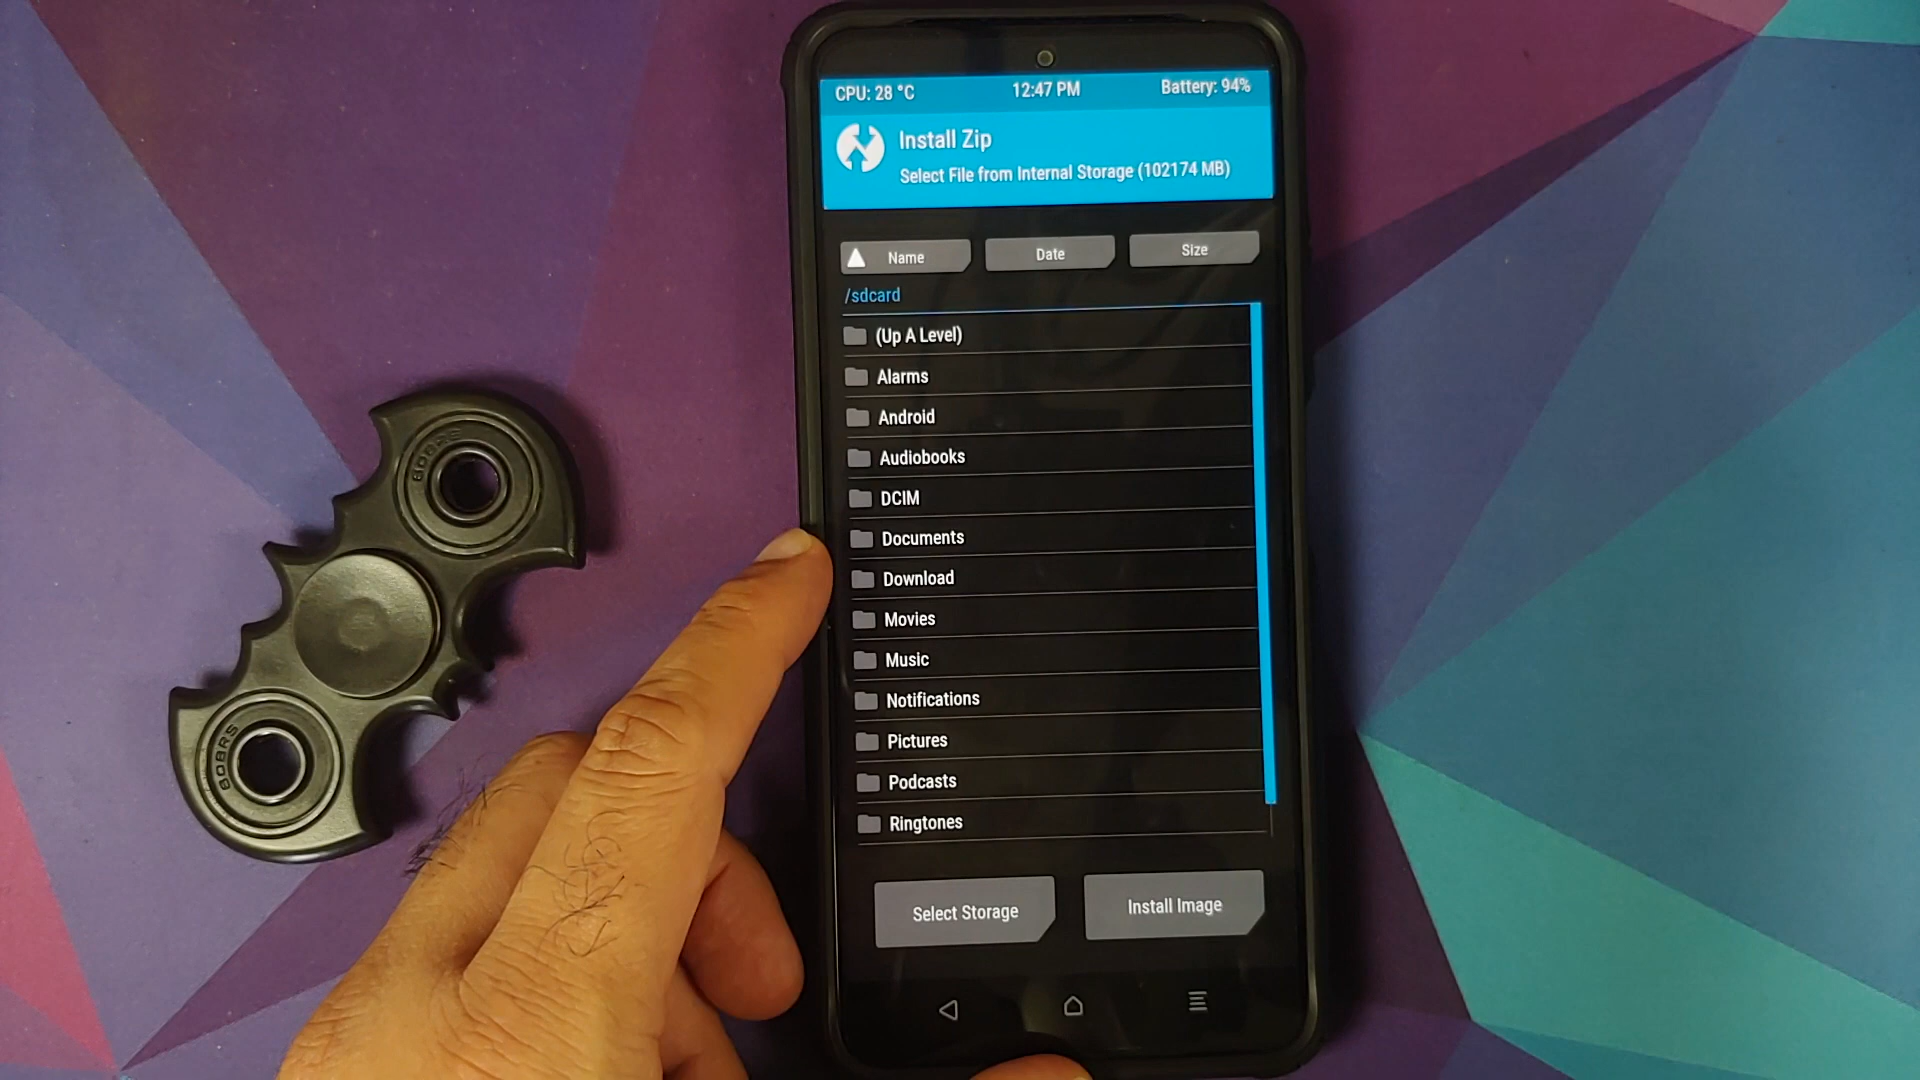 CPU: 28 °C 12:47 PM Battery: 94%
Install Zip
Select File from Internal Storage (102174 MB)
Name Date Size
/sdcard
(Up A Level)
Alarms
Android
Audiobooks
DCIM
Documents
Download
Movies
Music
Notifications
Pictures
Podcasts
Ringtones
Select Storage Install Image
608RS
608RS